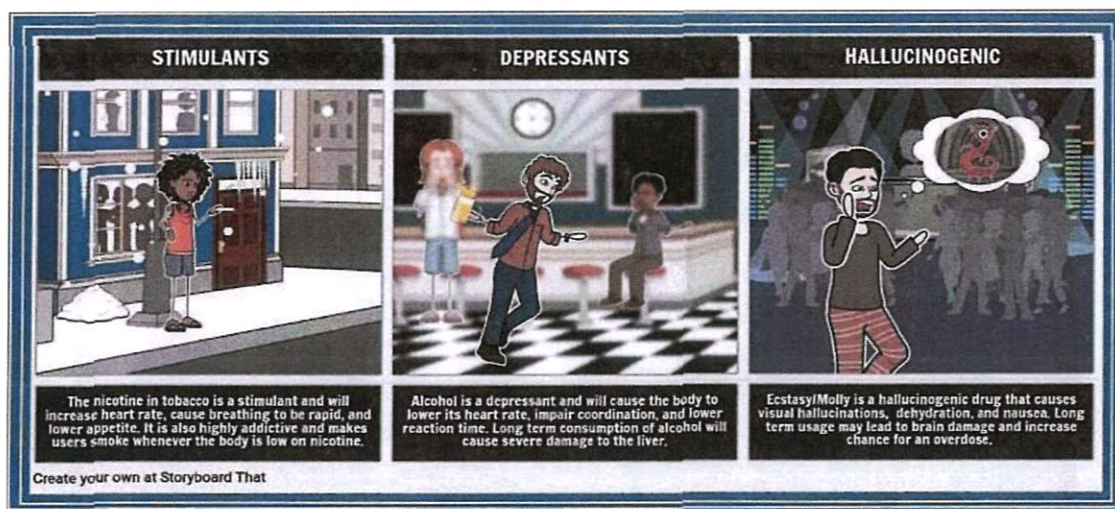 STIMULANTS
DEPRESSANTS
HALLUCINOGENIC
The nicotine in tobacco is a stimulant and will
increase heart rate, cause breathing to be rapid, and
lower appetite. It is also highly addictive and makes
users smoke whenever the body is low on nicotine.
Alcohol is a depressant and will cause the body to
lower its heart rate, impair coordination, and lower
reaction time. Long term consumption of alcohol will
cause severe damage to the liver.
Ecstasy/Molly is a hallucinogenic drug that causes
visual hallucinations, dehydration, and nausea. Long
term usage may lead to brain damage and increase
chance for an overdose.
Create your own at Storyboard That